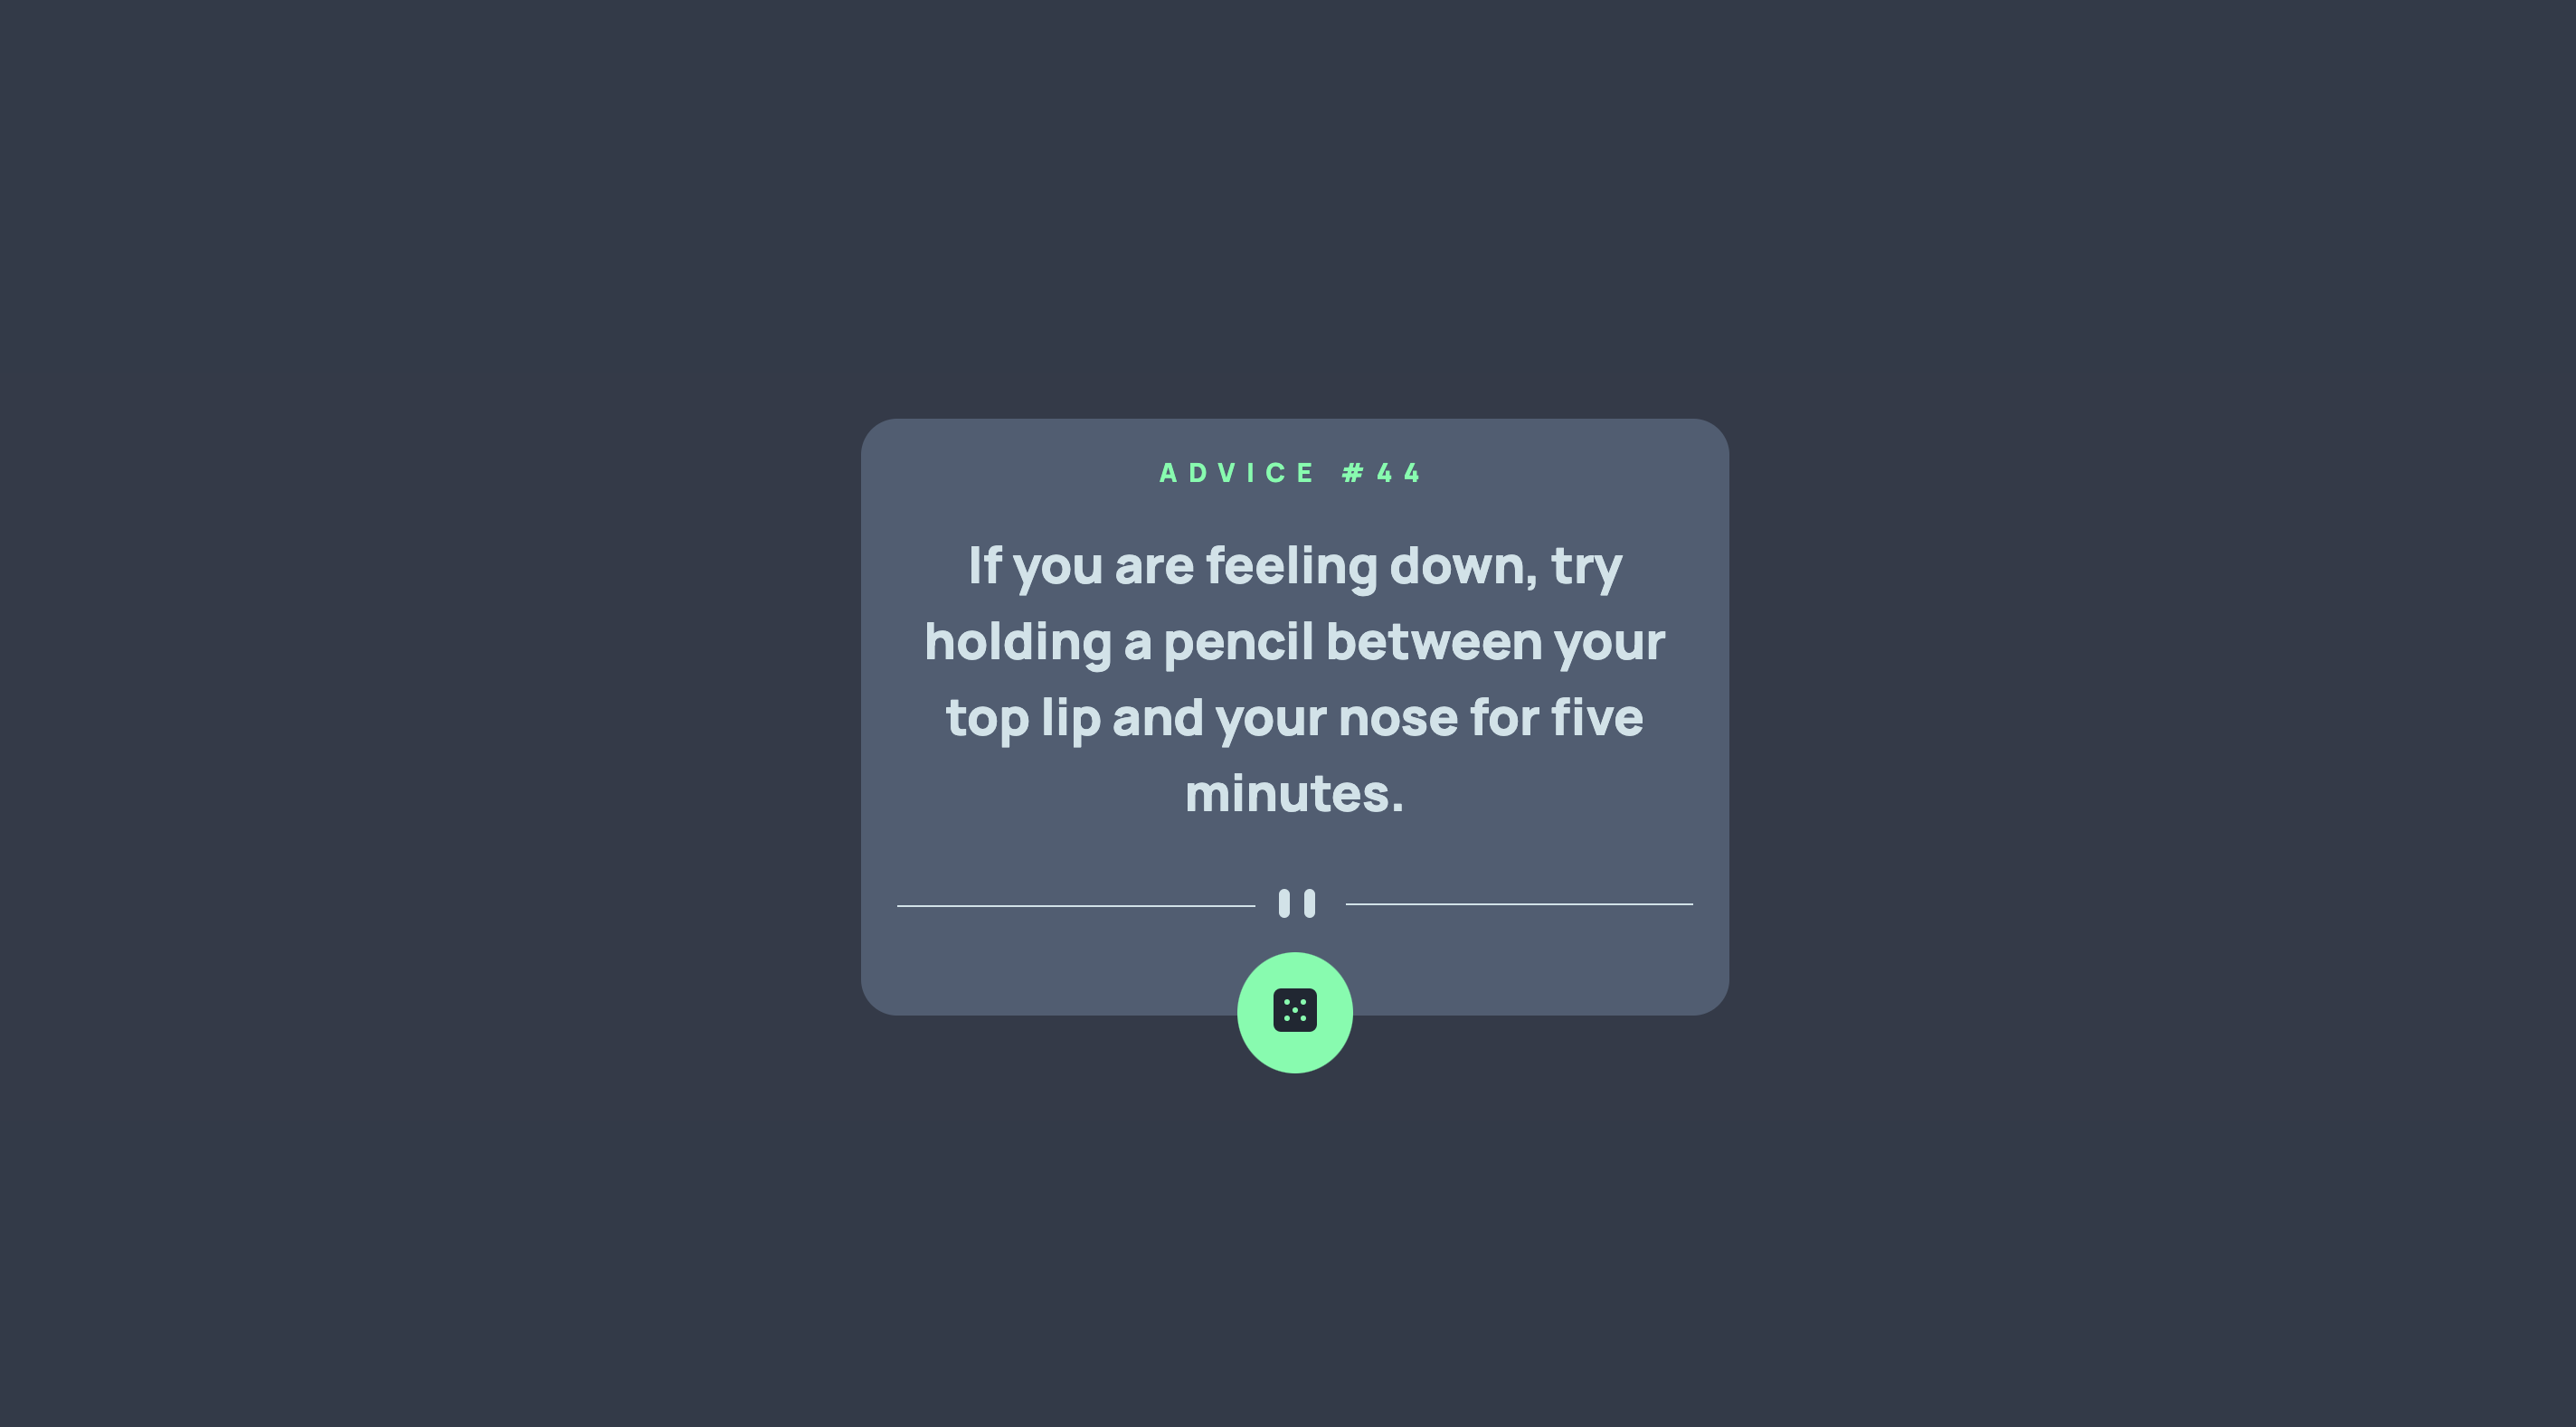 ADVICE #44
If you are feeling down, try
holding a pencil between your
top lip and your nose for five
minutes.